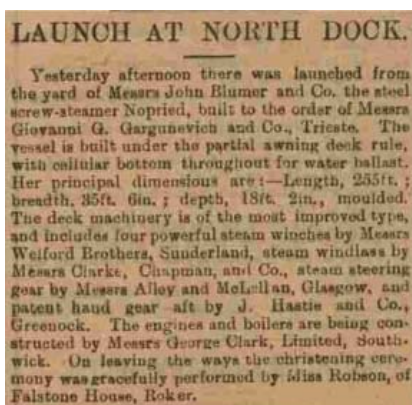 LAUNCH AT NORTH DOCK.
Yesterday afternoon there was launched from
the yard of Messrs John Blumer and Co. the steel
screw-steamer Nopried, built to the order of Messrs
Giovanni G. Gargurevich and Co., Trieste. The
vessel is built under the partial awning deck rule,
with cellular bottom throughout for water ballast.
Her principal dimensions are:—Length, 255ft.;
breadth, 35ft. 6in.; depth, 18ft. 2in., moulded.
The deck machinery is of the most improved type,
and includes four powerful steam winches by Messrs
Welford Brothers, Sunderland, steam windlass by
Messrs Clarke, Chapman, and Co., steam steering
gear by Messrs Alley and McLellan, Glasgow, and
patent hand gear aft by J. Hastie and Co.,
Greenock. The engines and boilers are being con-
structed by Messrs George Clark, Limited, South-
wick. On leaving the ways the christening cere-
mony was gracefully performed by Miss Robson, of
Falstone House, Roker.